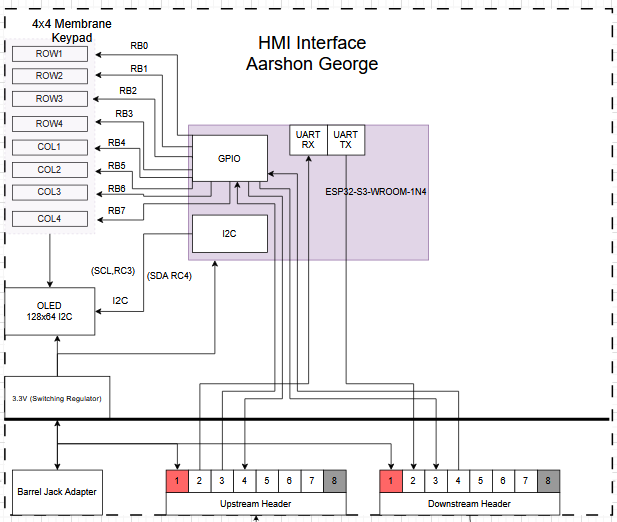 4x4 Membrane
Keypad
HMI Interface
Aarshon George
ROW1
ROW2
ROW3
ROW4
COL1
COL2
COL3
COL4
RB0
RB1
RB2
RB3
RB4
RB5
RB6
RB7
GPIO
UART
RX
UART
TX
ESP32-S3-WROOM-1N4
I2C
(SCL,RC3)
(SDA RC4)
I2C
OLED
128x64 I2C
3.3V (Switching Regulator)
Barrel Jack Adapter
1 2 3 4 5 6 7 8
Upstream Header
1 2 3 4 5 6 7 8
Downstream Header